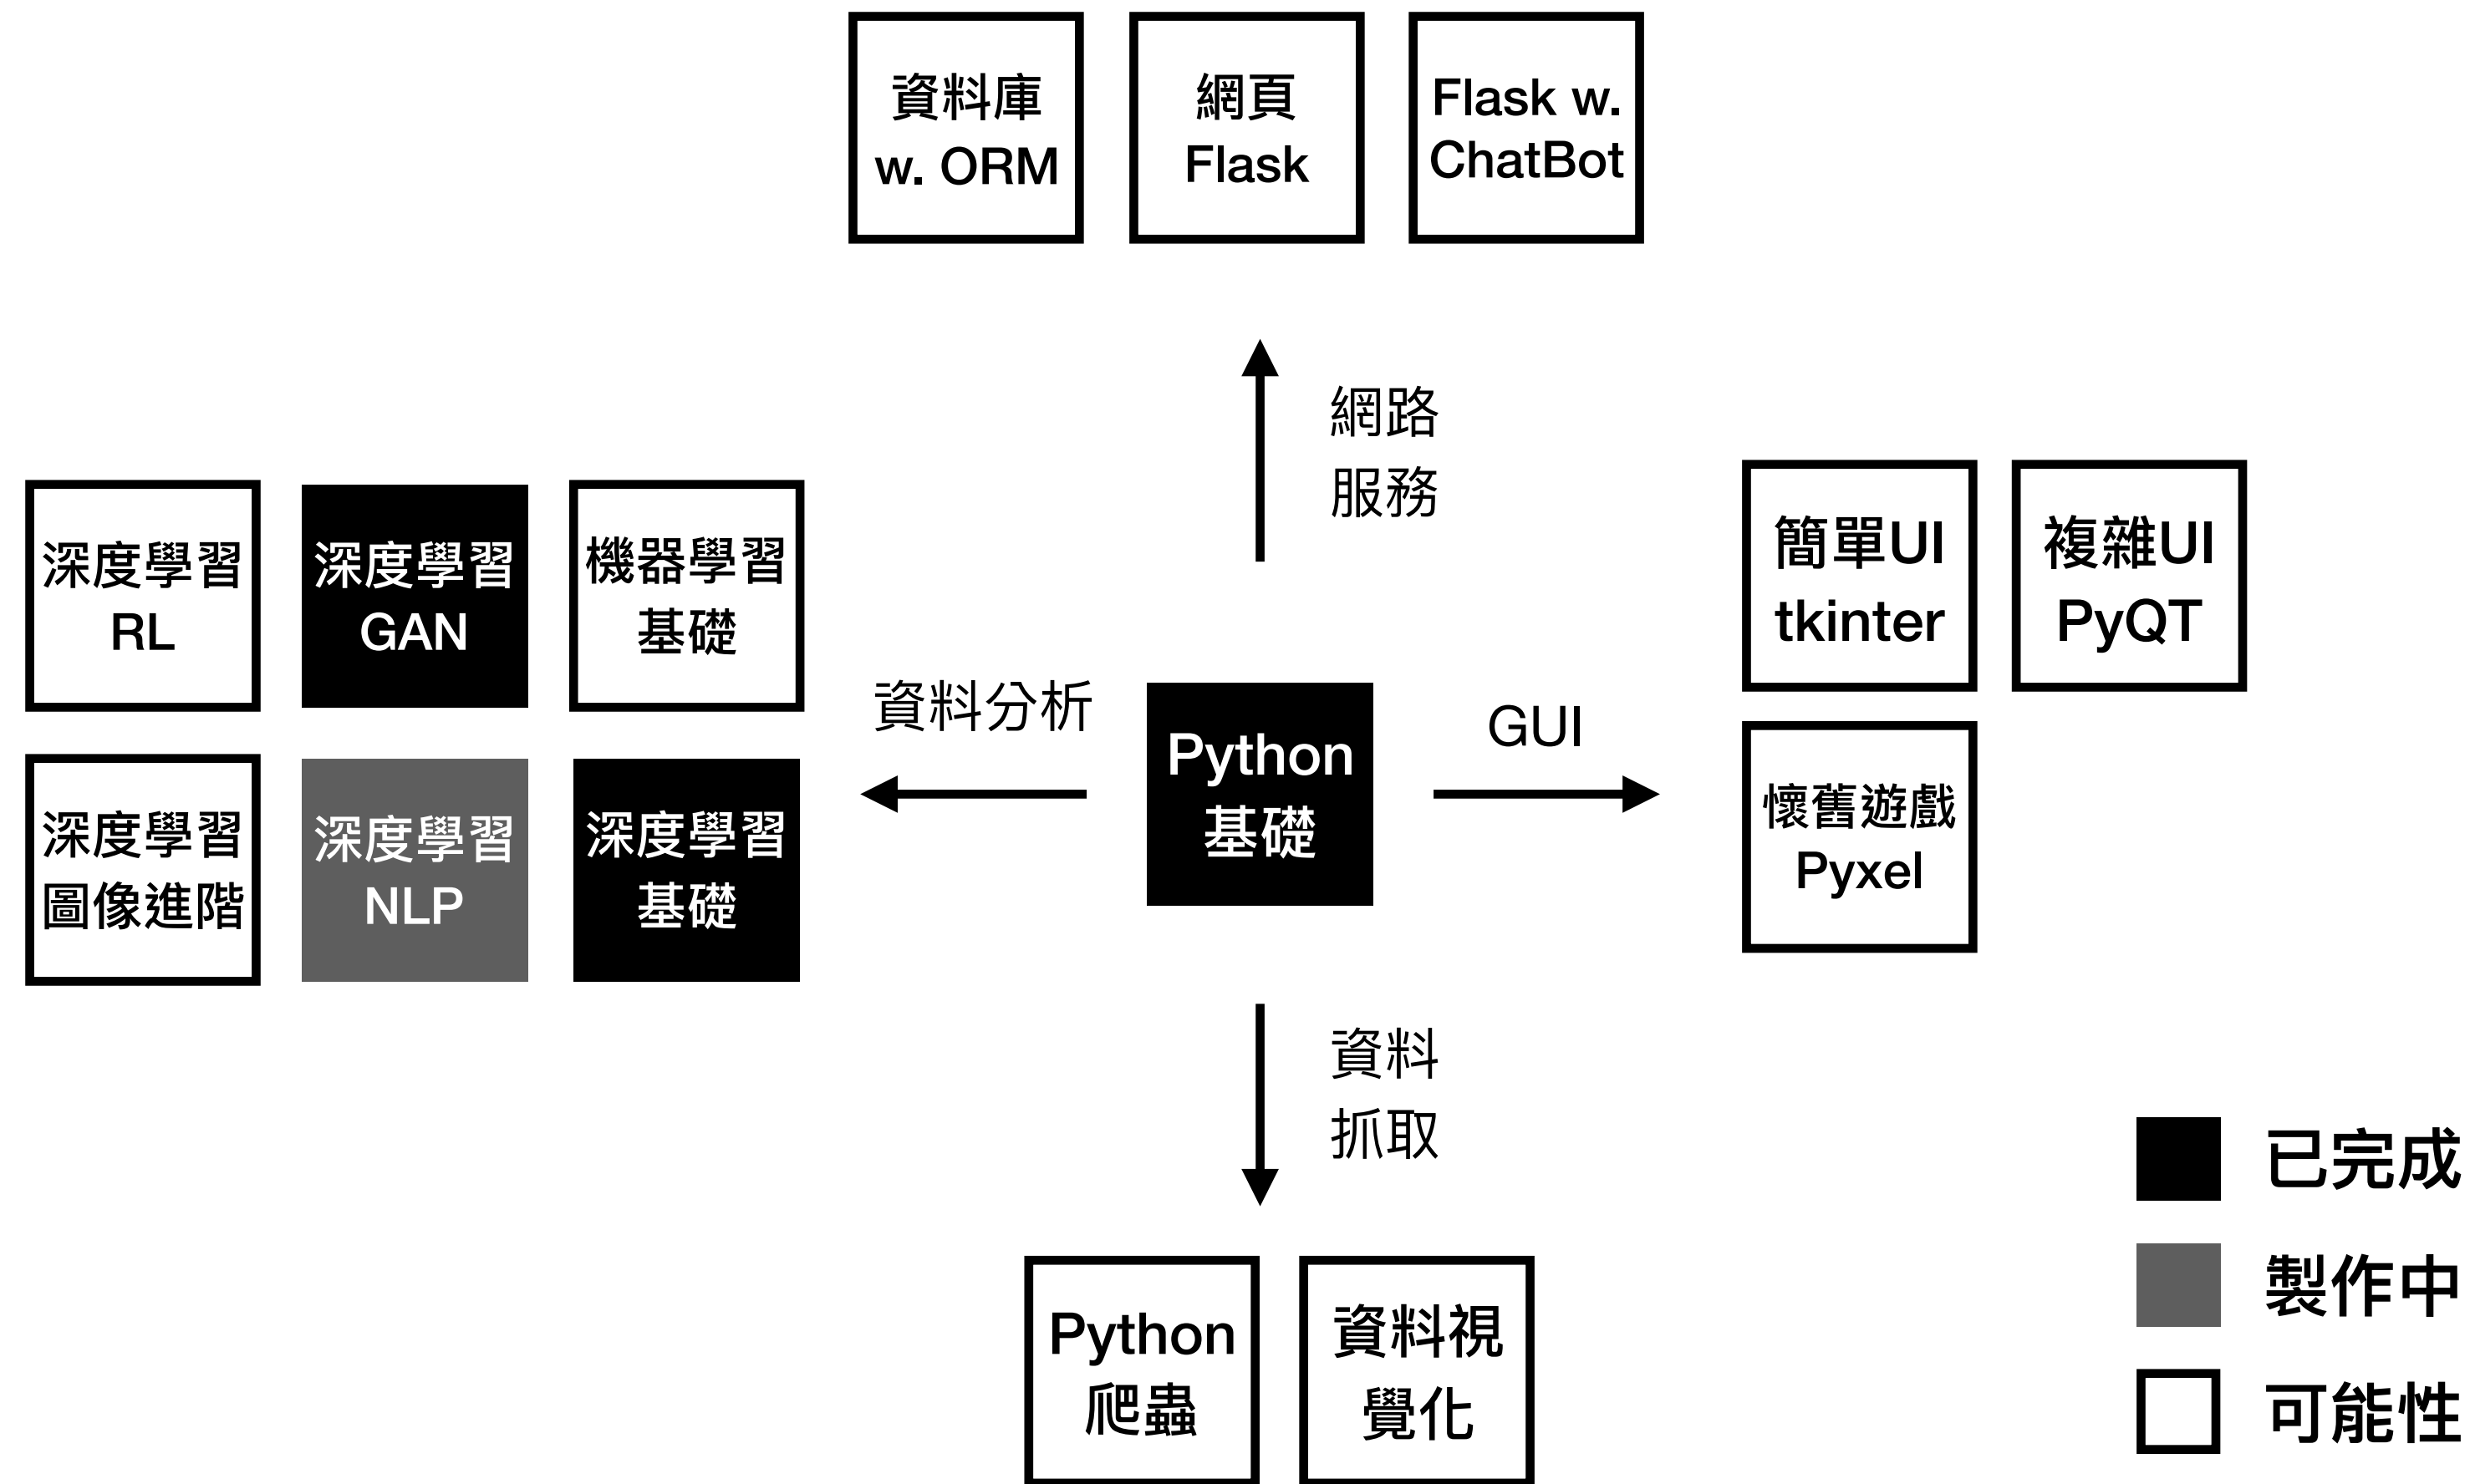 資料庫
w. ORM
網頁
Flask
Flask w.
ChatBot
網路
服務
深度學習
RL
深度學習
GAN
機器學習
基礎
深度學習
圖像進階
深度學習
NLP
深度學習
基礎
資料分析
Python
基礎
GUI
簡單UI
tkinter
複雜UI
PyQT
懷舊遊戲
Pyxel
資料
抓取
Python
爬蟲
資料視
覺化
已完成
製作中
可能性